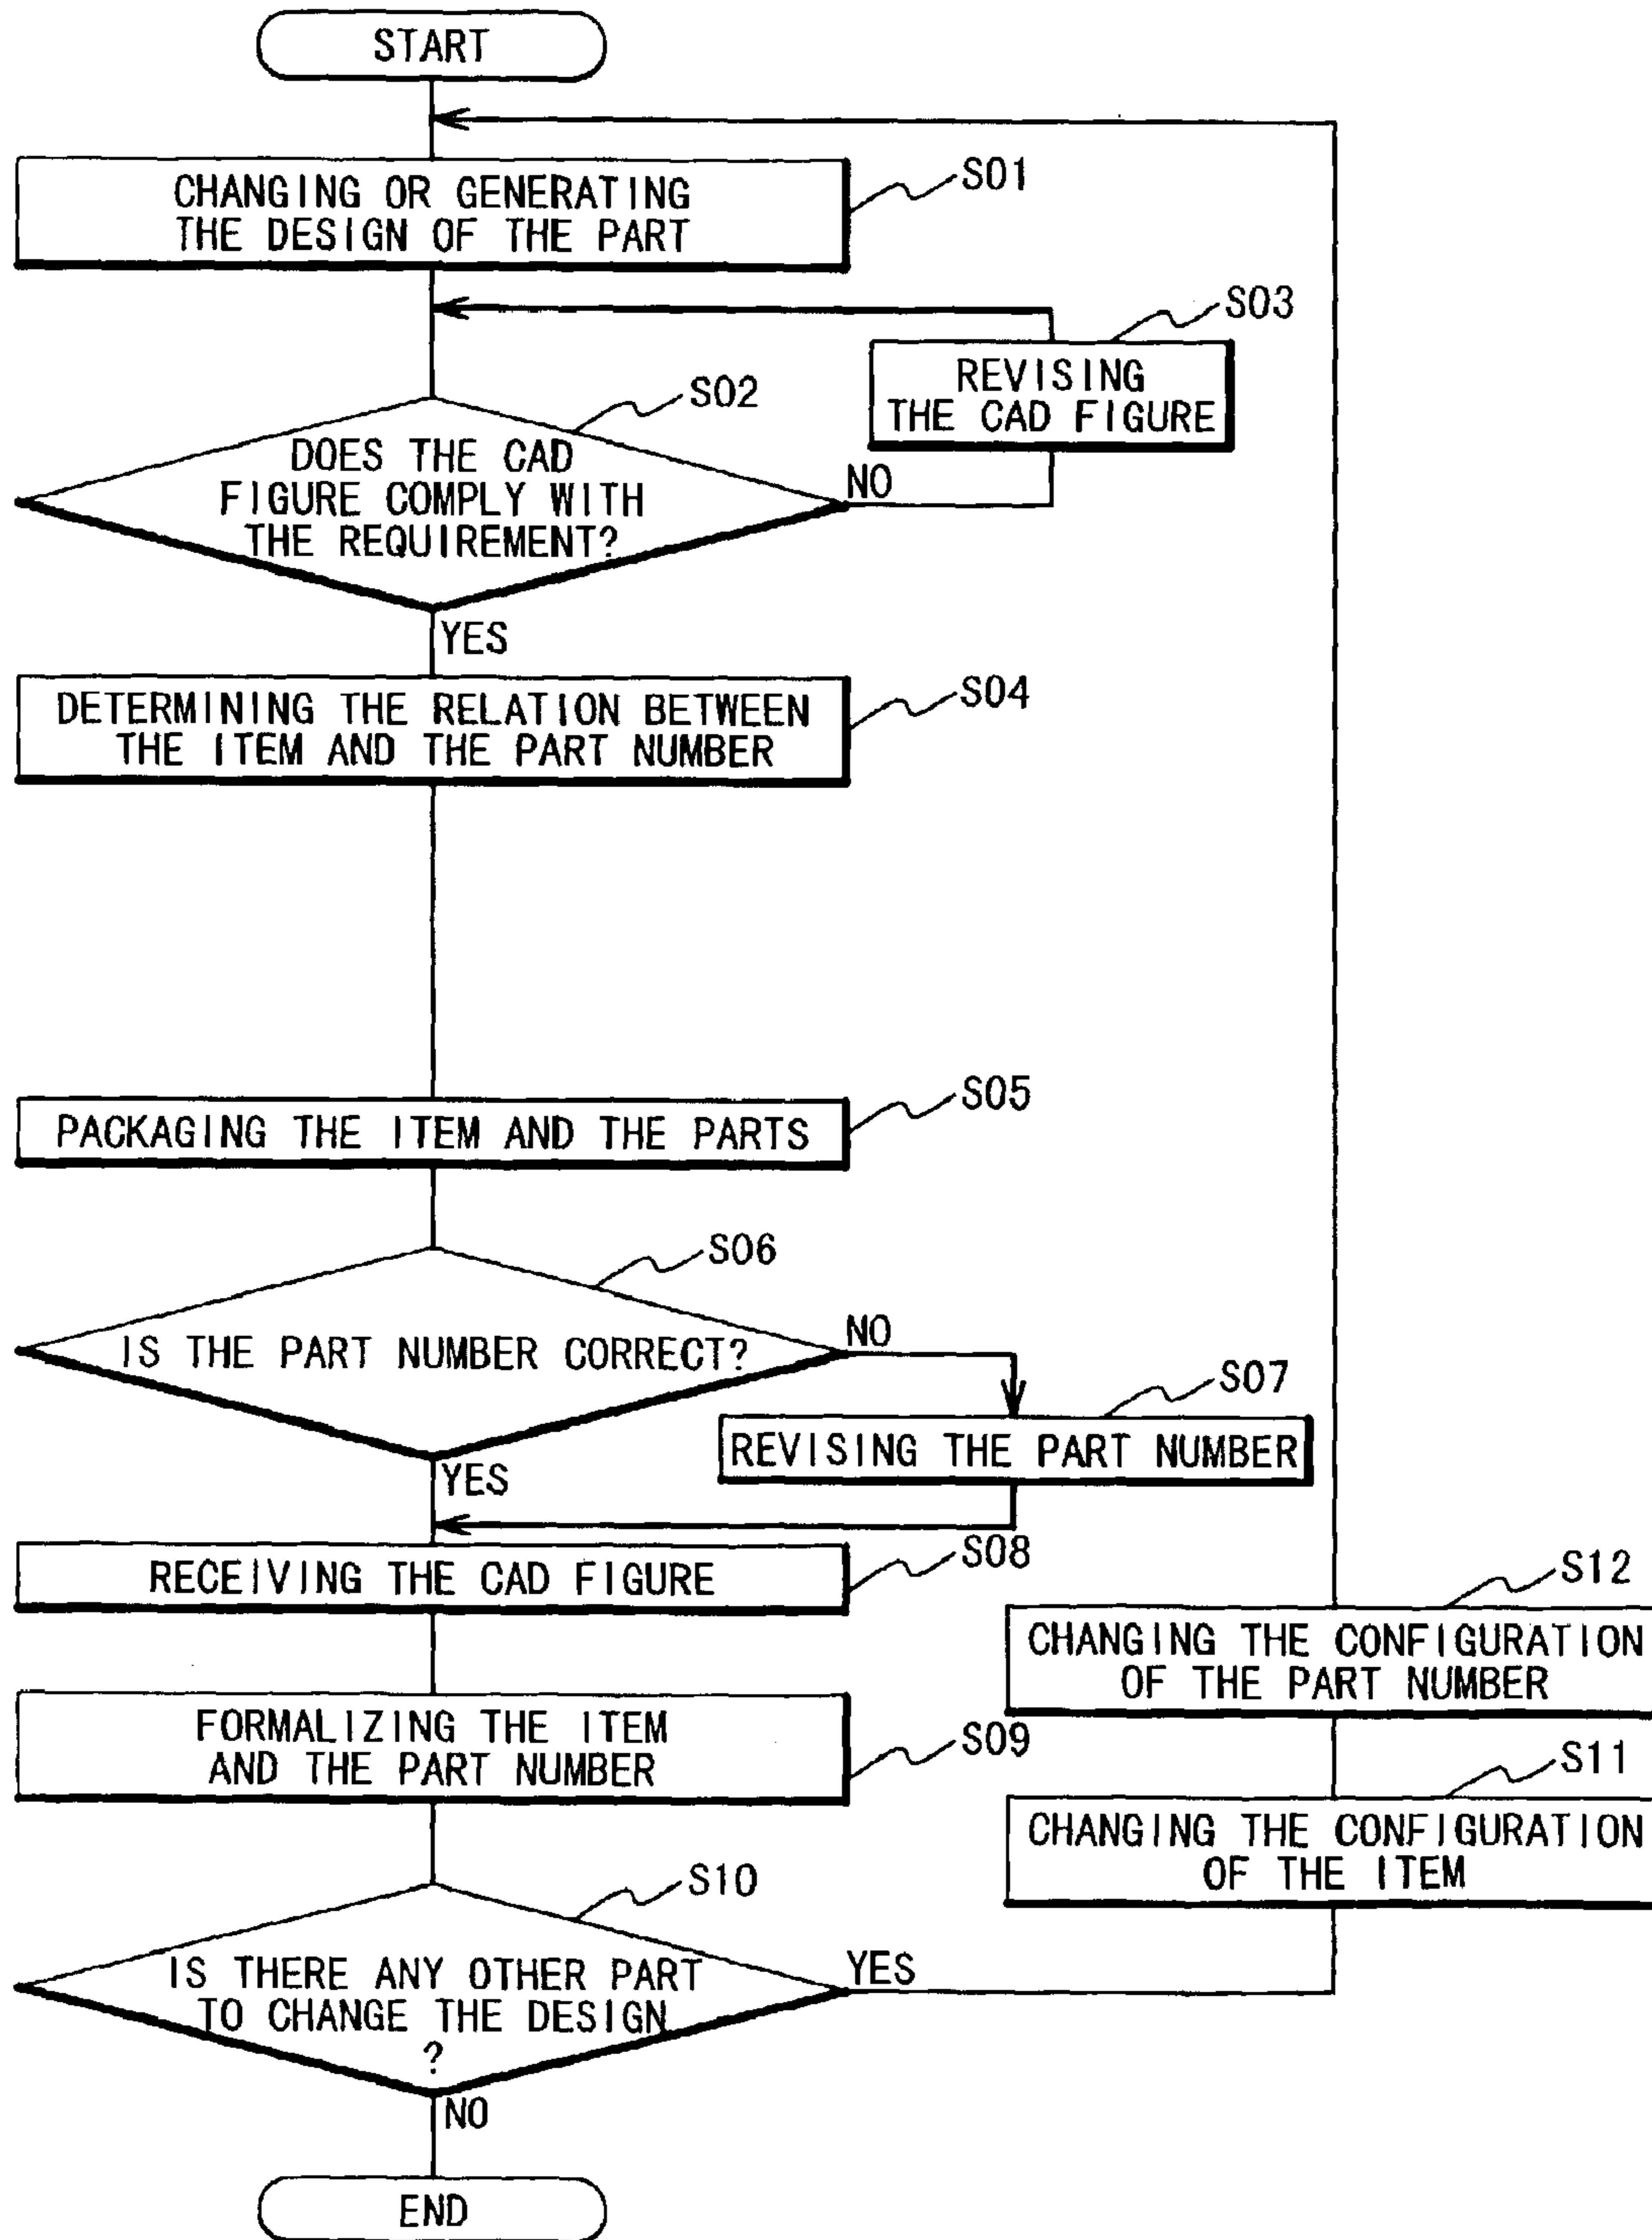 START
CHANGING OR GENERATING
THE DESIGN OF THE PART
S01
S03
REVISING
THE CAD FIGURE
S02
DOES THE CAD
FIGURE COMPLY WITH
THE REQUIREMENT?
NO
YES
DETERMINING THE RELATION BETWEEN
THE ITEM AND THE PART NUMBER
S04
PACKAGING THE ITEM AND THE PARTS
S05
S06
IS THE PART NUMBER CORRECT?
NO
S07
REVISING THE PART NUMBER
YES
RECEIVING THE CAD FIGURE
S08
S12
CHANGING THE CONFIGURATION
OF THE PART NUMBER
FORMALIZING THE ITEM
AND THE PART NUMBER
S09
S11
CHANGING THE CONFIGURATION
OF THE ITEM
S10
IS THERE ANY OTHER PART
TO CHANGE THE DESIGN
?
YES
NO
END